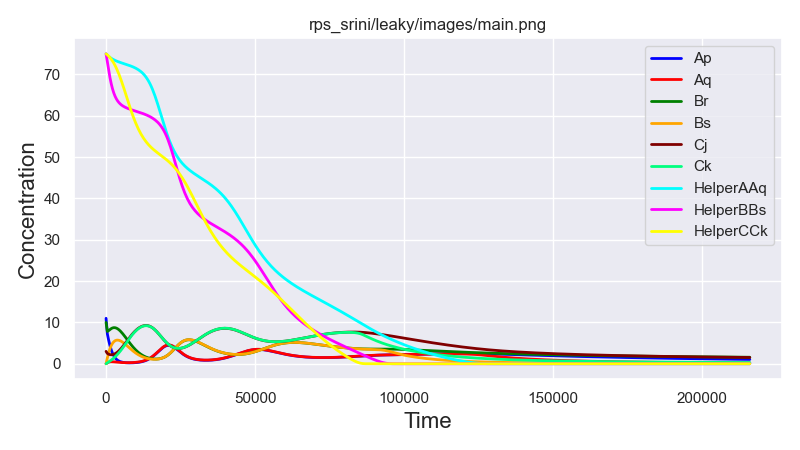 rps_srini/leaky/images/main.png
Concentration
70
60
50
40
30
20
10
0
0
50000
100000
150000
200000
Time
Ap
Aq
Br
Bs
Cj
Ck
HelperAAq
HelperBBs
HelperCCk